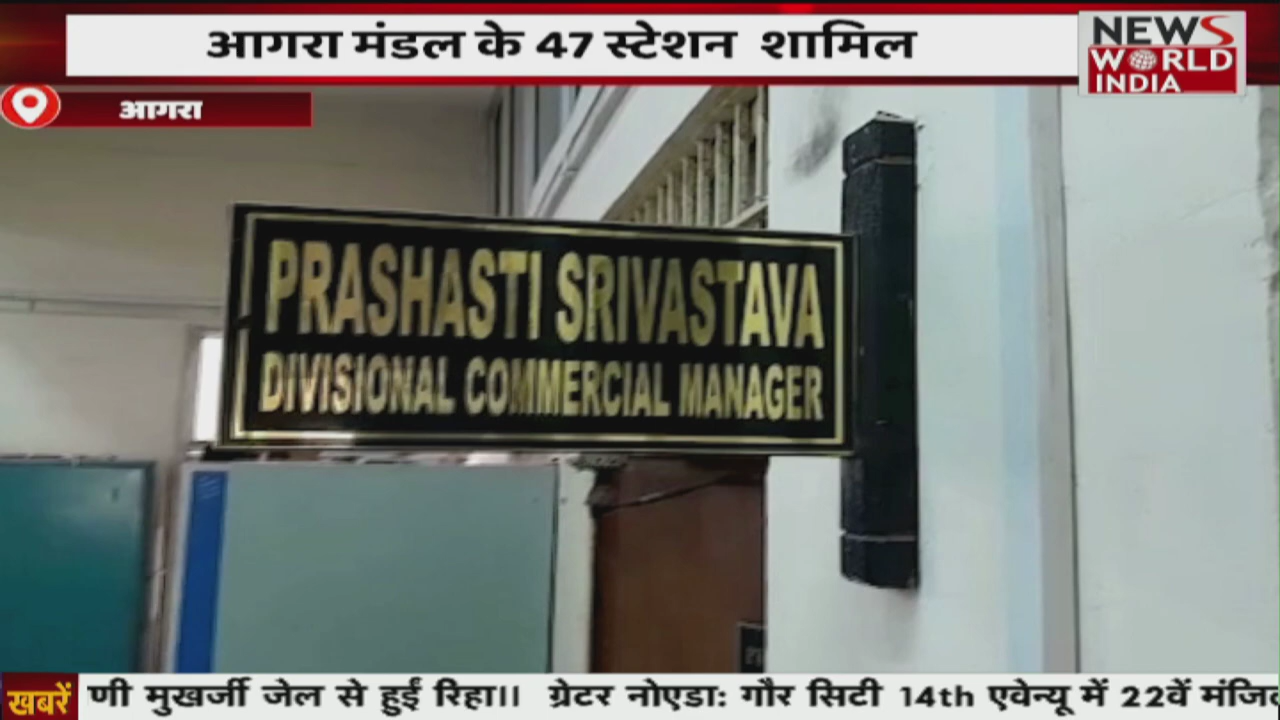 आगरा मंडल के 47 स्टेशन शामिल
NEWS
WORLD
INDIA
आगरा
PRASHASTI SRIVASTAVA
DIVISIONAL COMMERCIAL MANAGER
खबरें
णी मुखर्जी जेल से हुईं रिहा।। ग्रेटर नोएडा: गौर सिटी 14th एवेन्यू में 22वें